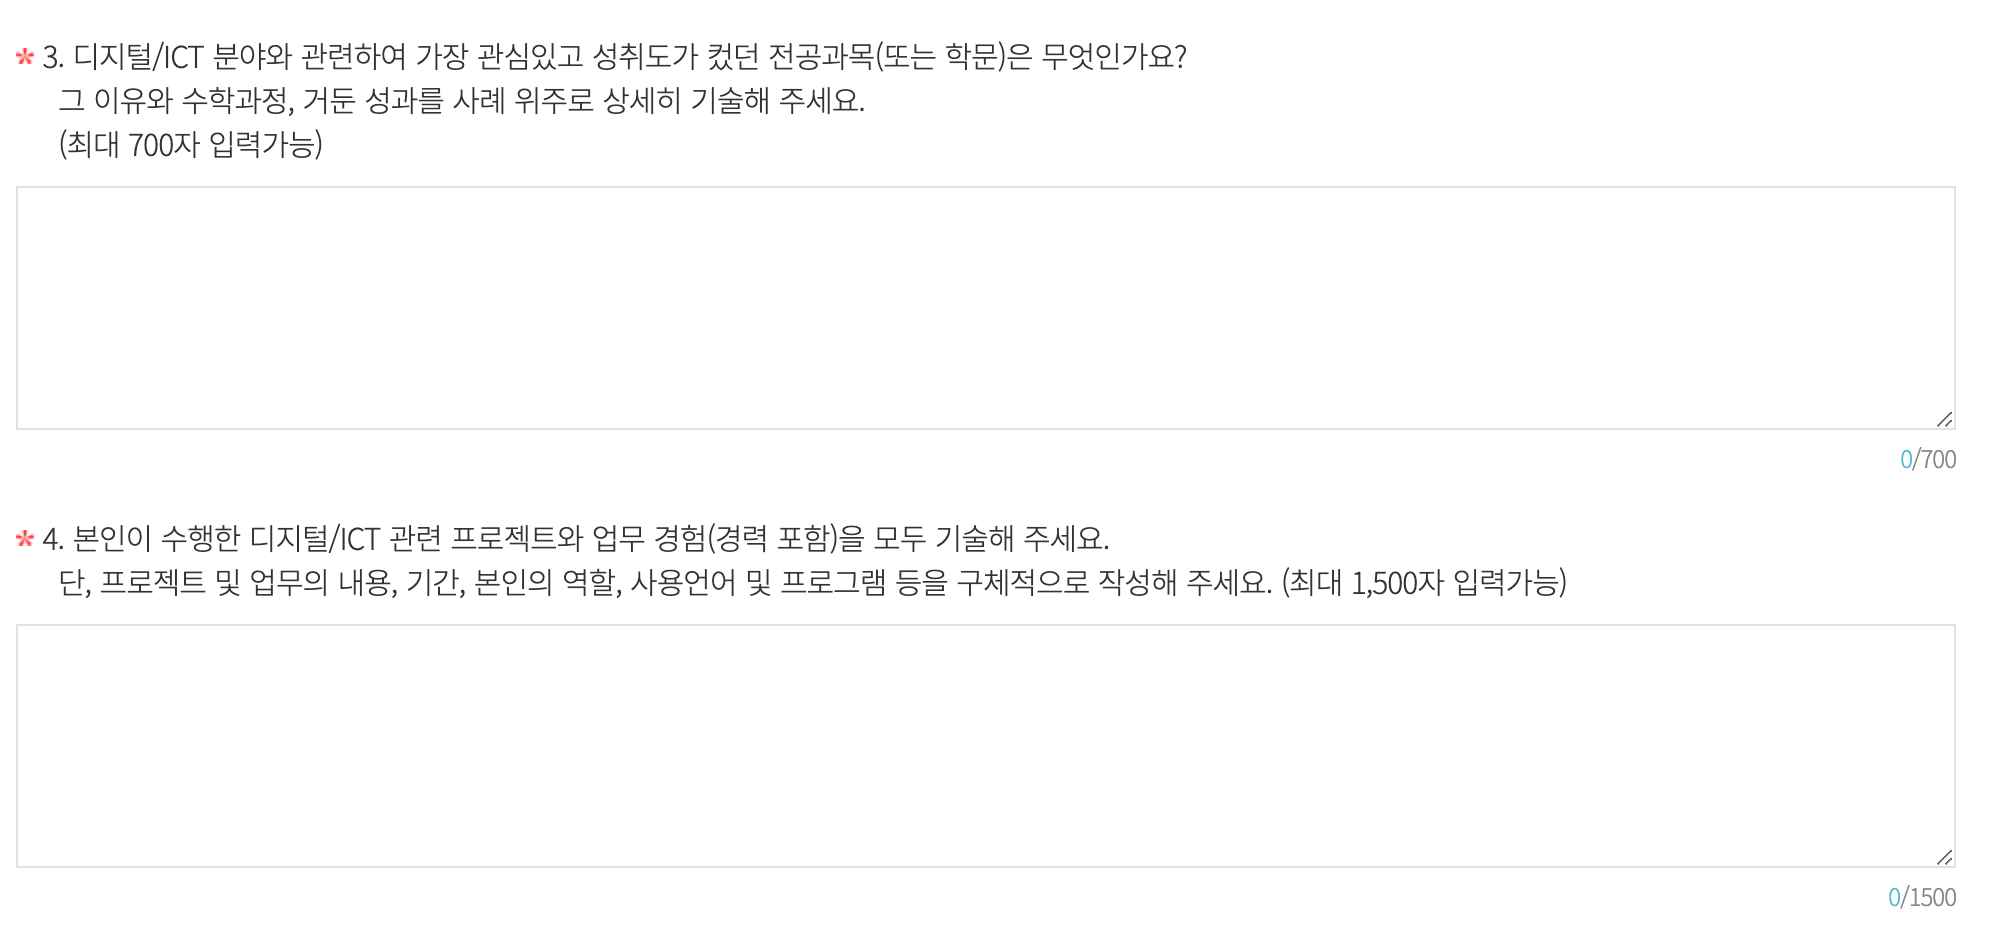 * 3. 디지털/ICT 분야와 관련하여 가장 관심있고 성취도가 컸던 전공과목(또는 학문)은 무엇인가요?
그 이유와 수학과정, 거둔 성과를 사례 위주로 상세히 기술해 주세요.
(최대 700자 입력가능)
0/700
* 4. 본인이 수행한 디지털/ICT 관련 프로젝트와 업무 경험(경력 포함)을 모두 기술해 주세요.
단, 프로젝트 및 업무의 내용, 기간, 본인의 역할, 사용언어 및 프로그램 등을 구체적으로 작성해 주세요. (최대 1,500자 입력가능)
0/1500